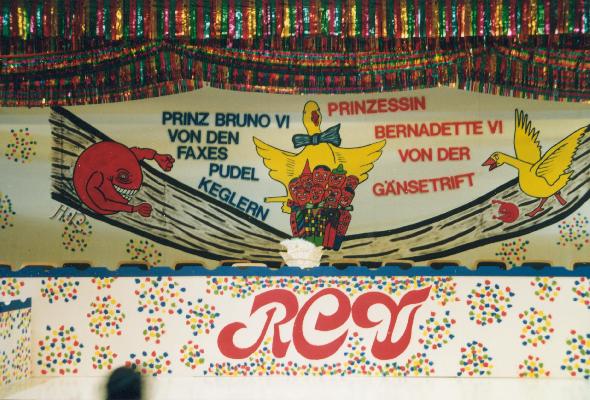 PRINZ BRUNO VI
VON DEN
FAXES
PUDEL
KEGLERN
PRINZESSIN
BERNADETTE VI
VON DER
GÄNSETRIFT
RCV